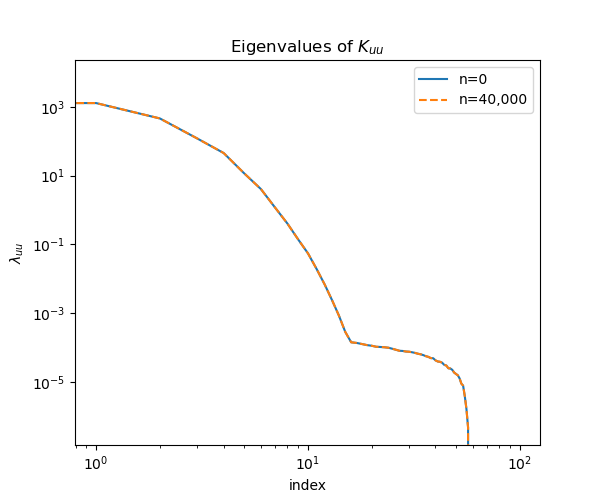 Eigenvalues of $K_{uu}$
n=0
n=40,000
$10^3$
$10^1$
$10^{-1}$
$10^{-3}$
$10^{-5}$
$\lambda_{uu}$
$10^0$ $10^1$ $10^2$
index